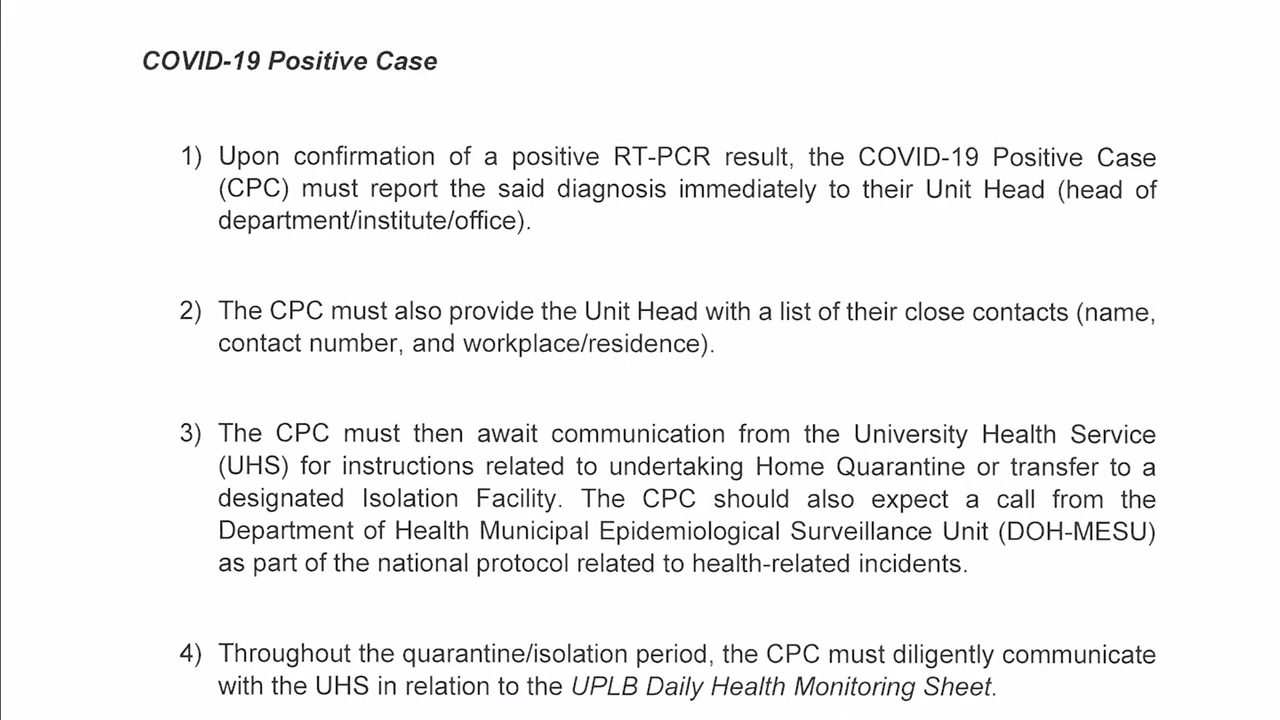 COVID-19 Positive Case
1) Upon confirmation of a positive RT-PCR result, the COVID-19 Positive Case
(CPC) must report the said diagnosis immediately to their Unit Head (head of
department/institute/office).
2) The CPC must also provide the Unit Head with a list of their close contacts (name,
contact number, and workplace/residence).
3) The CPC must then await communication from the University Health Service
(UHS) for instructions related to undertaking Home Quarantine or transfer to a
designated Isolation Facility. The CPC should also expect a call from the
Department of Health Municipal Epidemiological Surveillance Unit (DOH-MESU)
as part of the national protocol related to health-related incidents.
4) Throughout the quarantine/isolation period, the CPC must diligently communicate
with the UHS in relation to the UPLB Daily Health Monitoring Sheet.